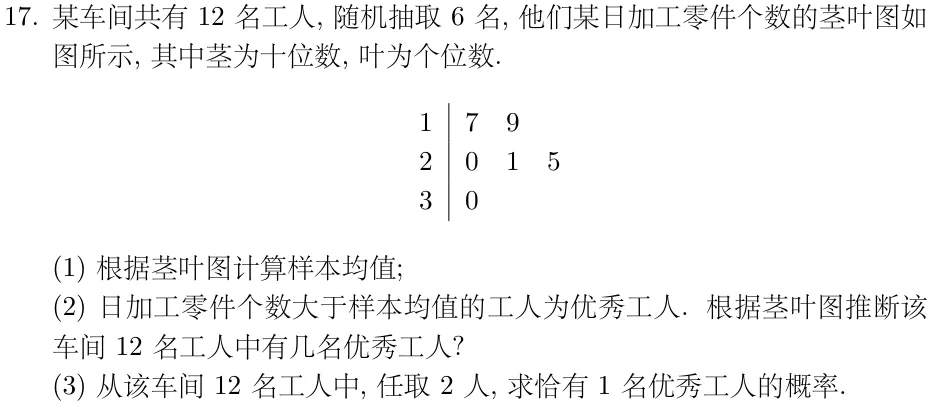 17. 某车间共有 12 名工人, 随机抽取 6 名, 他们某日加工零件个数的茎叶图如
图所示, 其中茎为十位数, 叶为个位数.
1 | 7 9
2 | 0 1 5
3 | 0
(1) 根据茎叶图计算样本均值;
(2) 日加工零件个数大于样本均值的工人为优秀工人. 根据茎叶图推断该
车间 12 名工人中有几名优秀工人?
(3) 从该车间 12 名工人中, 任取 2 人, 求恰有 1 名优秀工人的概率.